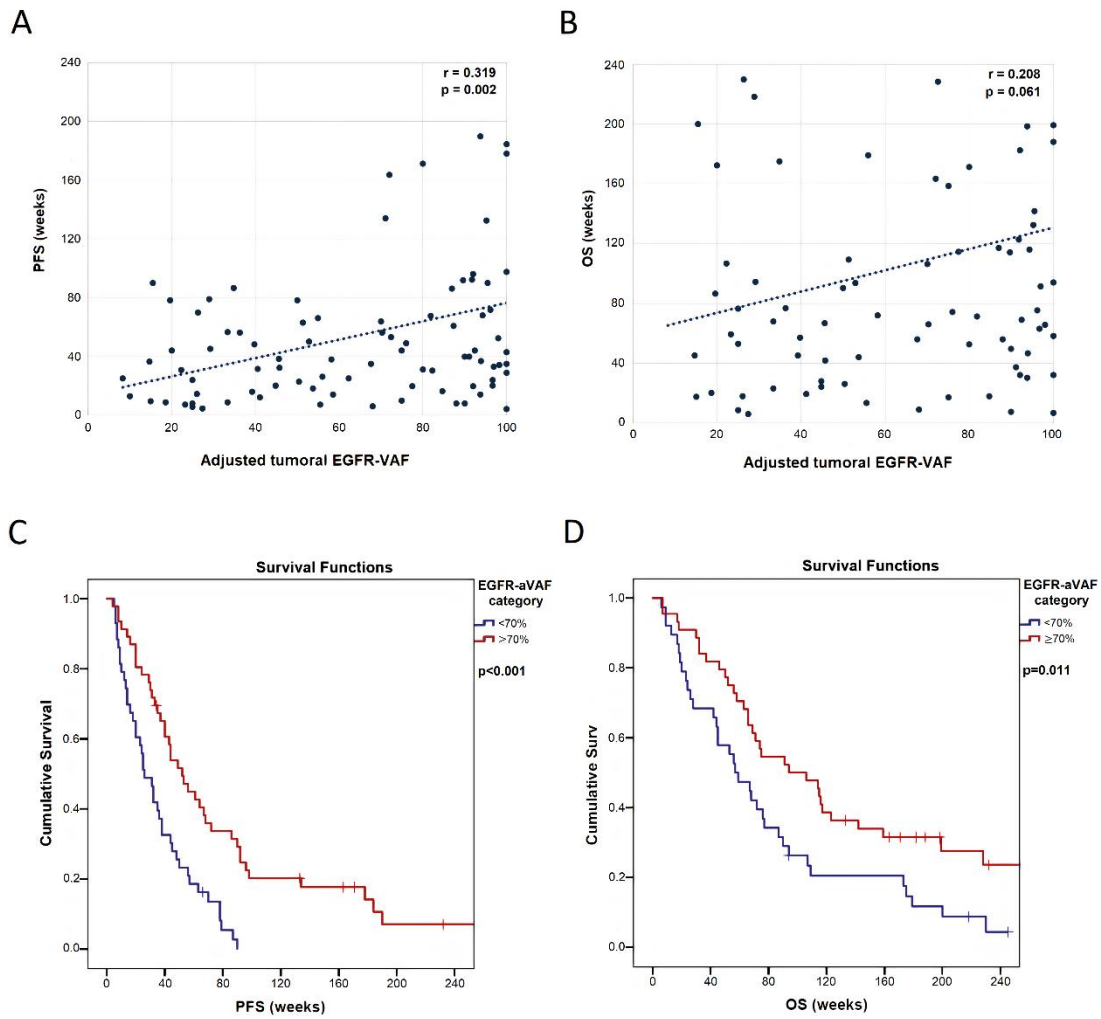 A
r = 0.319
p = 0.002
240
200
160
120
80
40
0
PFS (weeks)
0 20 40 60 80 100
Adjusted tumoral EGFR-VAF
B
r = 0.208
p = 0.061
240
200
160
120
80
40
0
OS (weeks)
0 20 40 60 80 100
Adjusted tumoral EGFR-VAF
C
Survival Functions
EGFR-aVAF
category
<70%
>70%
p<0.001
1.0
0.8
0.6
0.4
0.2
0.0
Cumulative Survival
0 40 80 120 160 200 240
PFS (weeks)
D
Survival Functions
EGFR-aVAF
category
<70%
≥70%
p=0.011
1.0
0.8
0.6
0.4
0.2
0.0
Cumulative Surv
0 40 80 120 160 200 240
OS (weeks)